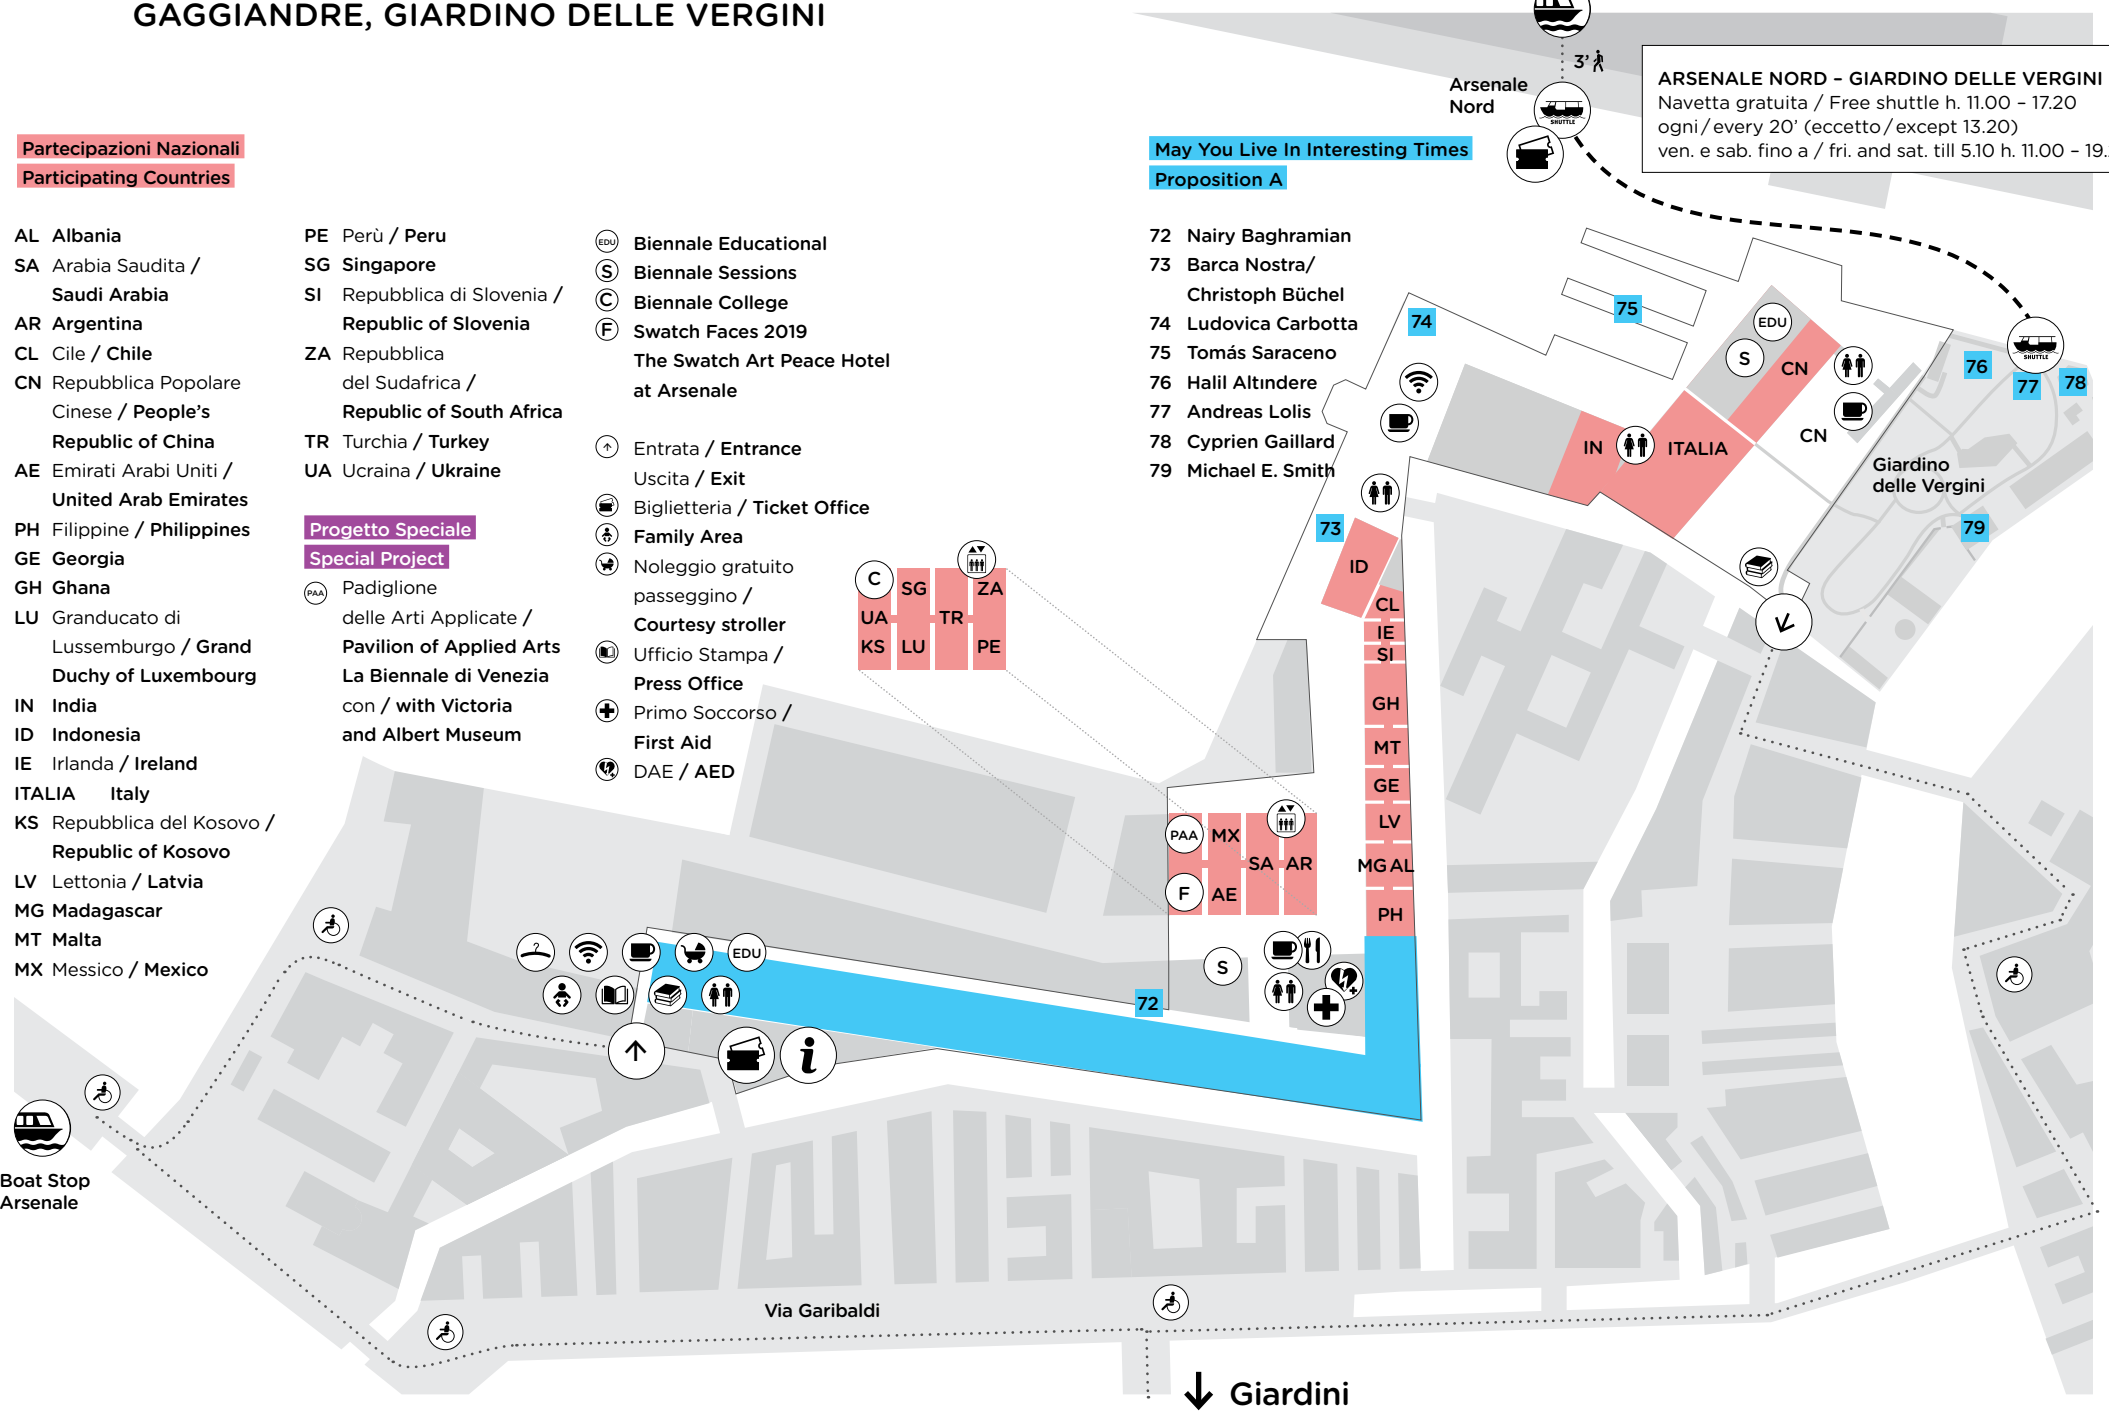 GAGGIANDRE, GIARDINO DELLE VERGINI
Partecipazioni Nazionali
Participating Countries
AL Albania
SA Arabia Saudita /
Saudi Arabia
AR Argentina
CL Cile / Chile
CN Repubblica Popolare
Cinese / People's
Republic of China
AE Emirati Arabi Uniti /
United Arab Emirates
PH Filippine / Philippines
GE Georgia
GH Ghana
LU Granducato di
Lussemburgo / Grand
Duchy of Luxembourg
IN India
ID Indonesia
IE Irlanda / Ireland
ITALIA Italy
KS Repubblica del Kosovo /
Republic of Kosovo
LV Lettonia / Latvia
MG Madagascar
MT Malta
MX Messico / Mexico
PE Perù / Peru
SG Singapore
SI Repubblica di Slovenia /
Republic of Slovenia
ZA Repubblica
del Sudafrica /
Republic of South Africa
TR Turchia / Turkey
UA Ucraina / Ukraine
Progetto Speciale
Special Project
PAA Padiglione
delle Arti Applicate /
Pavilion of Applied Arts
La Biennale di Venezia
con / with Victoria
and Albert Museum
EDU Biennale Educational
S Biennale Sessions
C Biennale College
F Swatch Faces 2019
The Swatch Art Peace Hotel
at Arsenale
Entrata / Entrance
Uscita / Exit
Biglietteria / Ticket Office
Family Area
Noleggio gratuito
passeggino /
Courtesy stroller
Ufficio Stampa /
Press Office
Primo Soccorso /
First Aid
DAE / AED
May You Live In Interesting Times
Proposition A
72 Nairy Baghramian
73 Barca Nostra/
Christoph Büchel
74 Ludovica Carbotta
75 Tomás Saraceno
76 Halil Altındere
77 Andreas Lolis
78 Cyprien Gaillard
79 Michael E. Smith
3'
Arsenale
Nord
SHUTTLE
ARSENALE NORD – GIARDINO DELLE VERGINI
Navetta gratuita / Free shuttle h. 11.00 – 17.20
ogni / every 20' (eccetto / except 13.20)
ven. e sab. fino a / fri. and sat. till 5.10 h. 11.00 – 19.
74
75
EDU
S
CN
SHUTTLE
76
77
78
CN
IN
ITALIA
Giardino
delle Vergini
79
73
ID
C
SG
ZA
UA
TR
KS
LU
PE
CL
IE
SI
GH
MT
GE
LV
MG AL
PH
PAA
MX
SA
AR
F
AE
EDU
S
72
i
Boat Stop
Arsenale
Via Garibaldi
Giardini